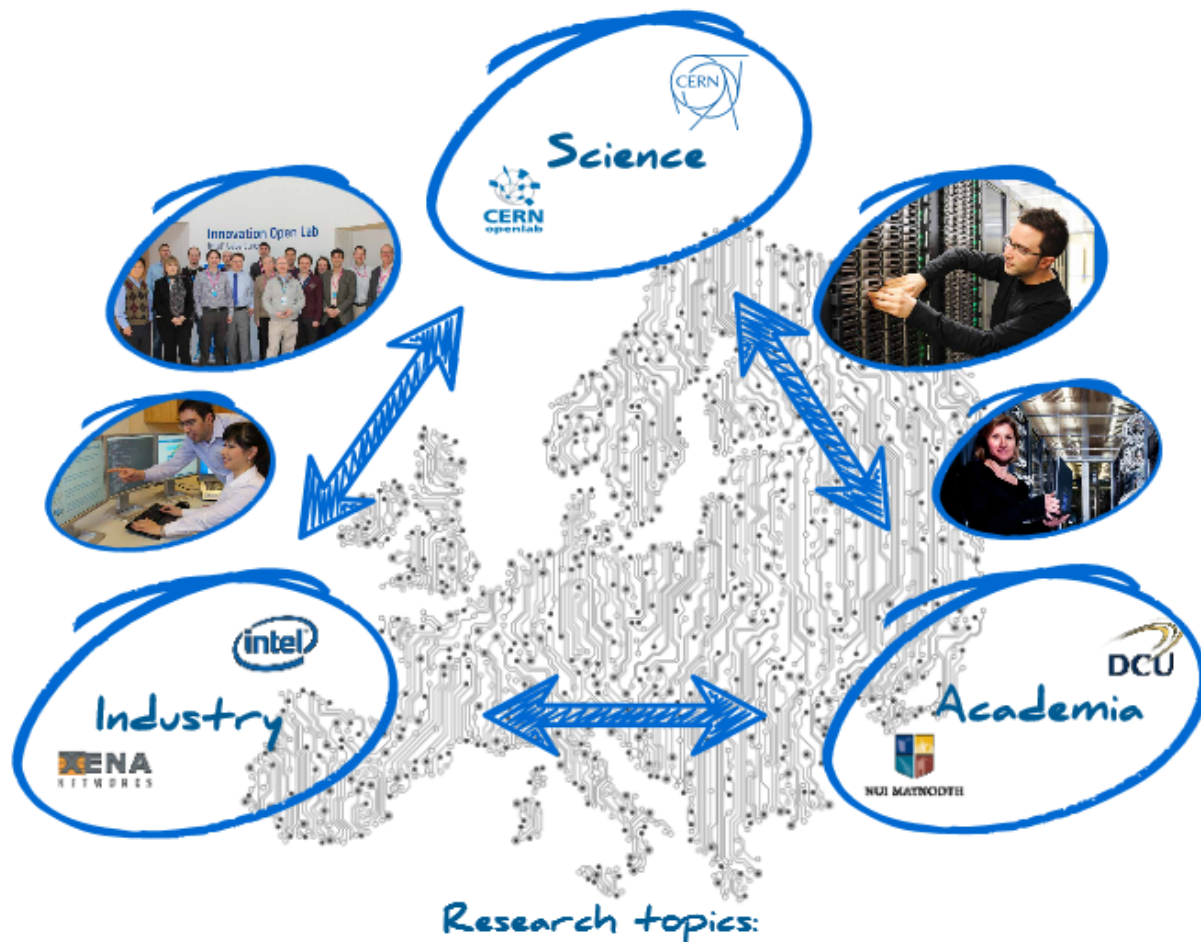 CERN
Science
CERN
openlab
Innovation Open Lab
intel
Industry
XENA
NETWORKS
DCU
Academia
NUI MAYNOOTH
Research topics: